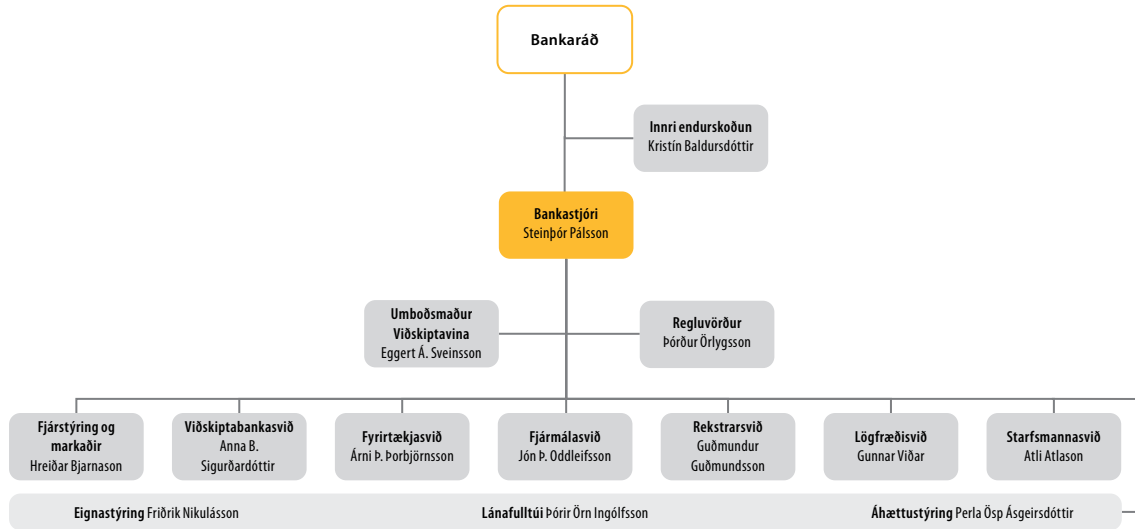 Bankaráð
Innri endurskoðun
Kristín Baldursdóttir
Bankastjóri
Steinþór Pálsson
Umboðsmaður
Viðskiptavina
Eggert Á. Sveinsson
Regluvörður
Þórður Örlygsson
Fjárstýring og
markaðir
Hreiðar Bjarnason
Viðskiptabankasvið
Anna B.
Sigurðardóttir
Fyrirtækjasvið
Árni Þ. Þorbjörnsson
Fjármálasvið
Jón Þ. Oddleifsson
Rekstrarsvið
Guðmundur
Guðmundsson
Lögfræðisvið
Gunnar Viðar
Starfsmannasvið
Atli Atlason
Eignastýring Friðrik Nikulásson
Lánafulltúi Þórir Örn Ingólfsson
Áhættustýring Perla Ösp Ásgeirsdóttir